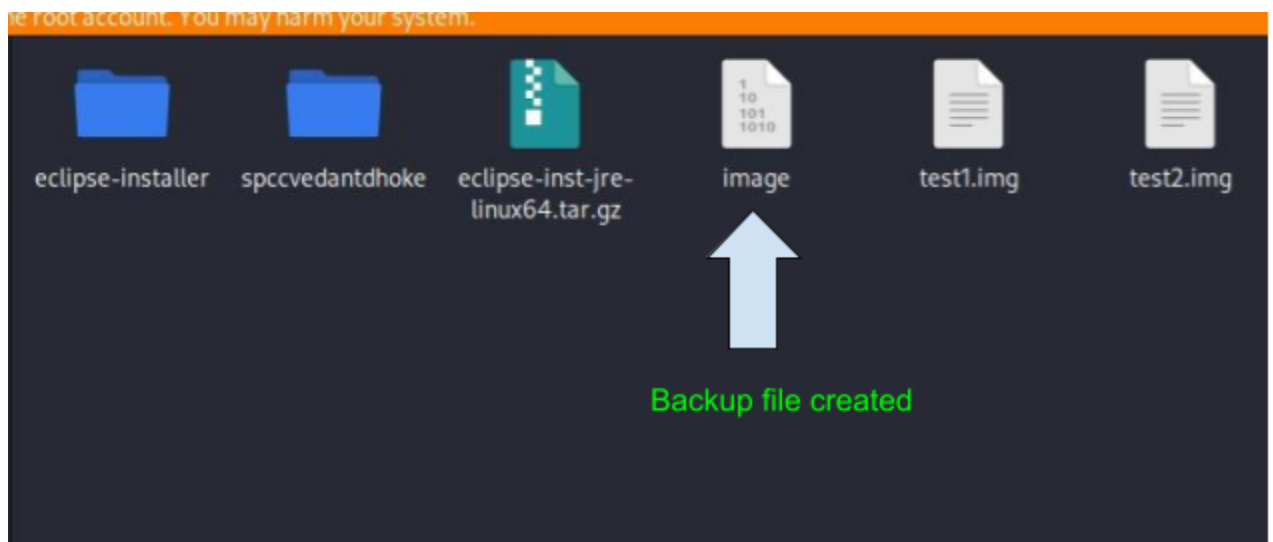 e root account. You may harm your system.
1
10
101
1010
eclipse-installer
spccvedantdhoke
eclipse-inst-jre-
linux64.tar.gz
image
test1.img
test2.img
Backup file created